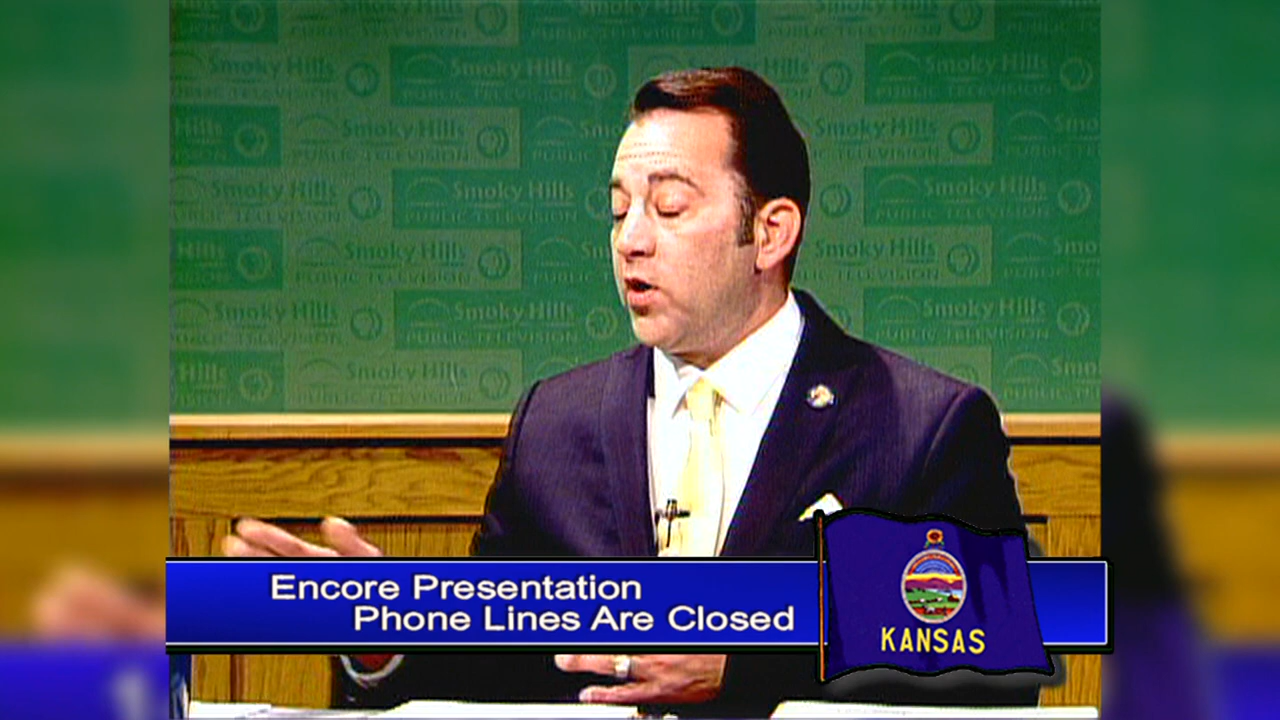 Smoky Hills
PUBLIC TELEVISION
Encore Presentation
Phone Lines Are Closed
KANSAS